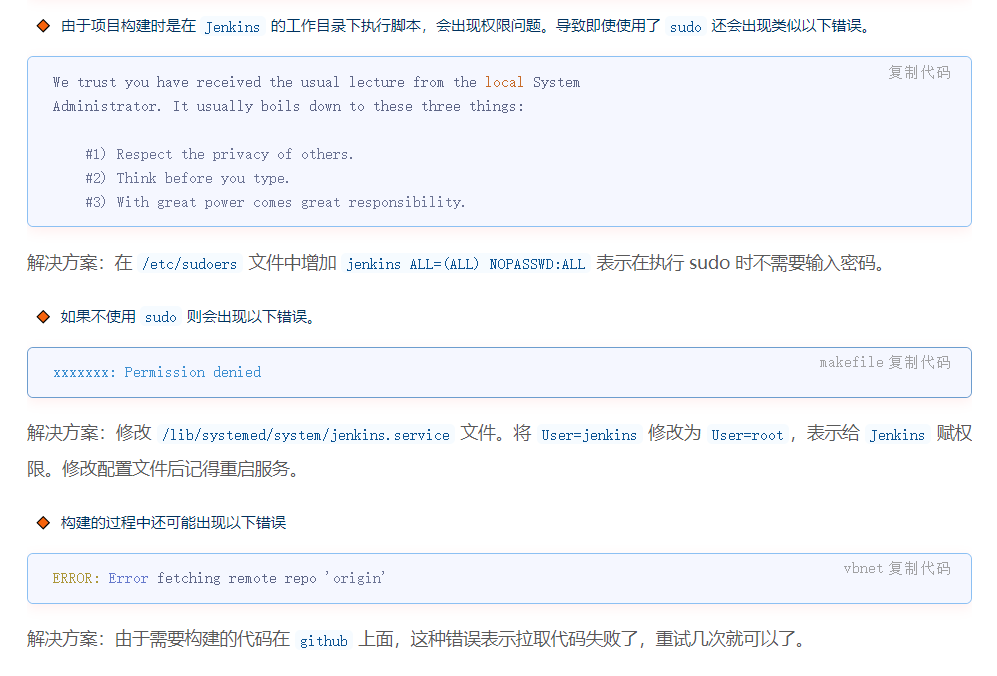 由于项目构建时是在 Jenkins 的工作目录下执行脚本，会出现权限问题。导致即使使用了 sudo 还会出现类似以下错误。
复制代码
We trust you have received the usual lecture from the local System
Administrator. It usually boils down to these three things:
#1) Respect the privacy of others.
#2) Think before you type.
#3) With great power comes great responsibility.
解决方案：在 /etc/sudoers 文件中增加 jenkins ALL=(ALL) NOPASSWD:ALL 表示在执行 sudo 时不需要输入密码。
如果不使用 sudo 则会出现以下错误。
makefile 复制代码
xxxxxxx: Permission denied
解决方案：修改 /lib/systemed/system/jenkins.service 文件。将 User=jenkins 修改为 User=root ，表示给 Jenkins 赋权
限。修改配置文件后记得重启服务。
构建的过程中还可能出现以下错误
vbnet 复制代码
ERROR: Error fetching remote repo 'origin'
解决方案：由于需要构建的代码在 github 上面，这种错误表示拉取代码失败了，重试几次就可以了。